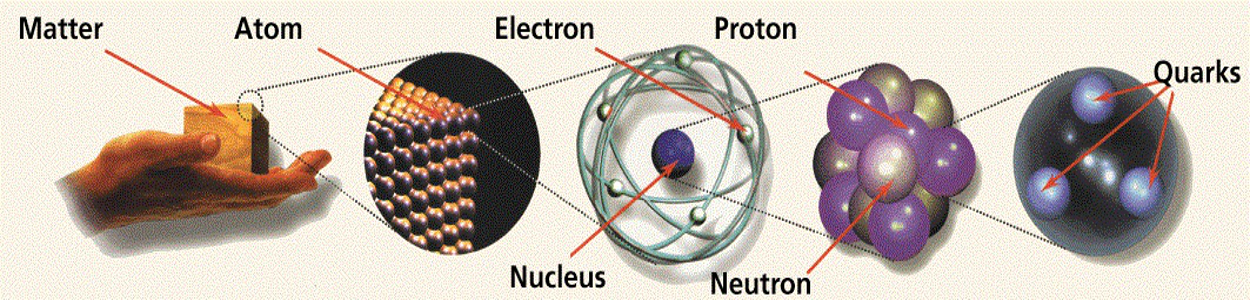 Matter
Atom
Electron
Proton
Quarks
Nucleus
Neutron